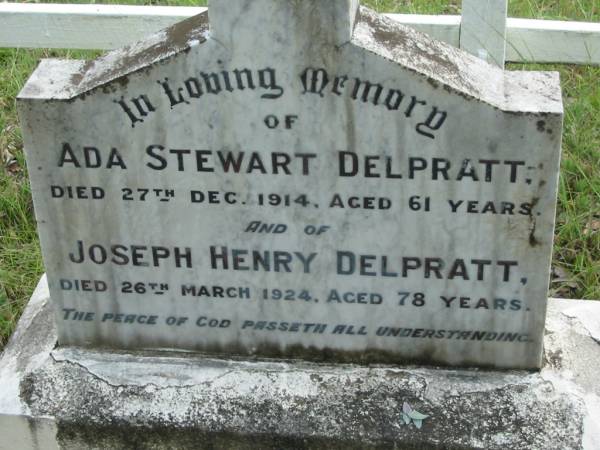 In Loving Memory
OF
ADA STEWART DELPRATT,
DIED 27TH DEC. 1914, AGED 61 YEARS.
AND OF
JOSEPH HENRY DELPRATT,
DIED 26TH MARCH 1924, AGED 78 YEARS.
THE PEACE OF GOD PASSETH ALL UNDERSTANDING.